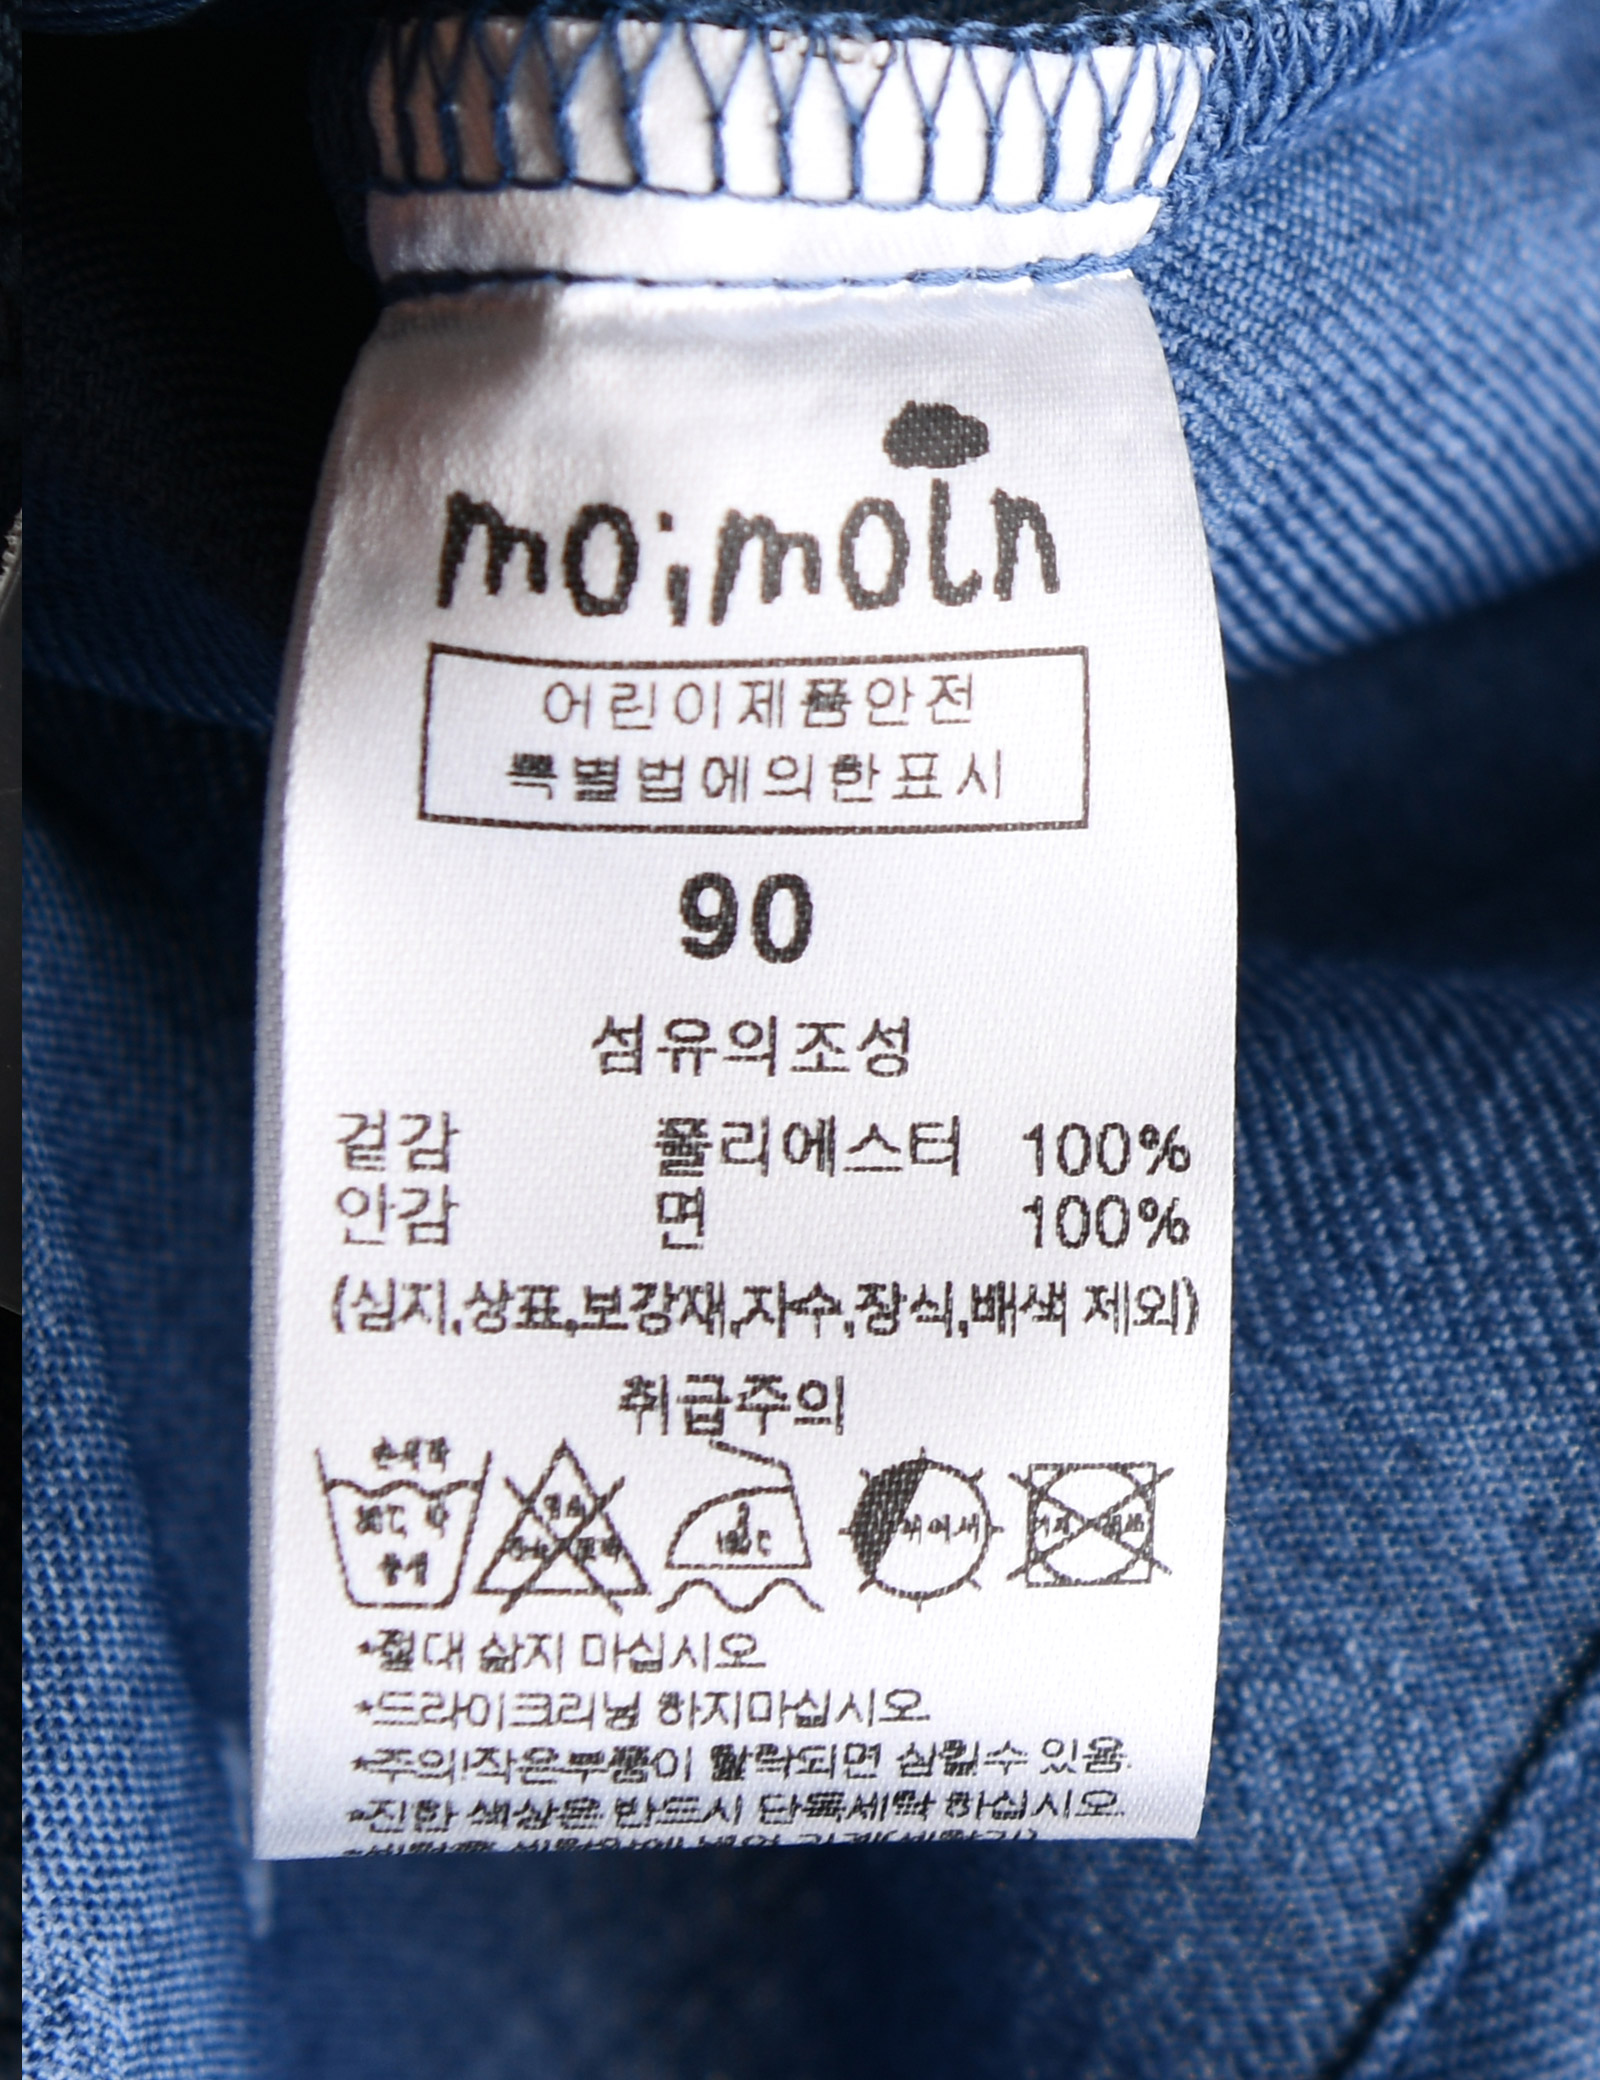 moimoln
어린이제품안전
특별법에의한표시
90
섬유의조성
겉감 폴리에스터 100%
안감 면 100%
(심지,상표,보강재,자수,장식,배색 제외)
취급주의
*절대 삶지 마십시오
*드라이크리닝 하지마십시오
*주의!작은부품이 탈락되면 삼킬수 있음
*진한 색상은 반드시 단독세탁 하십시오